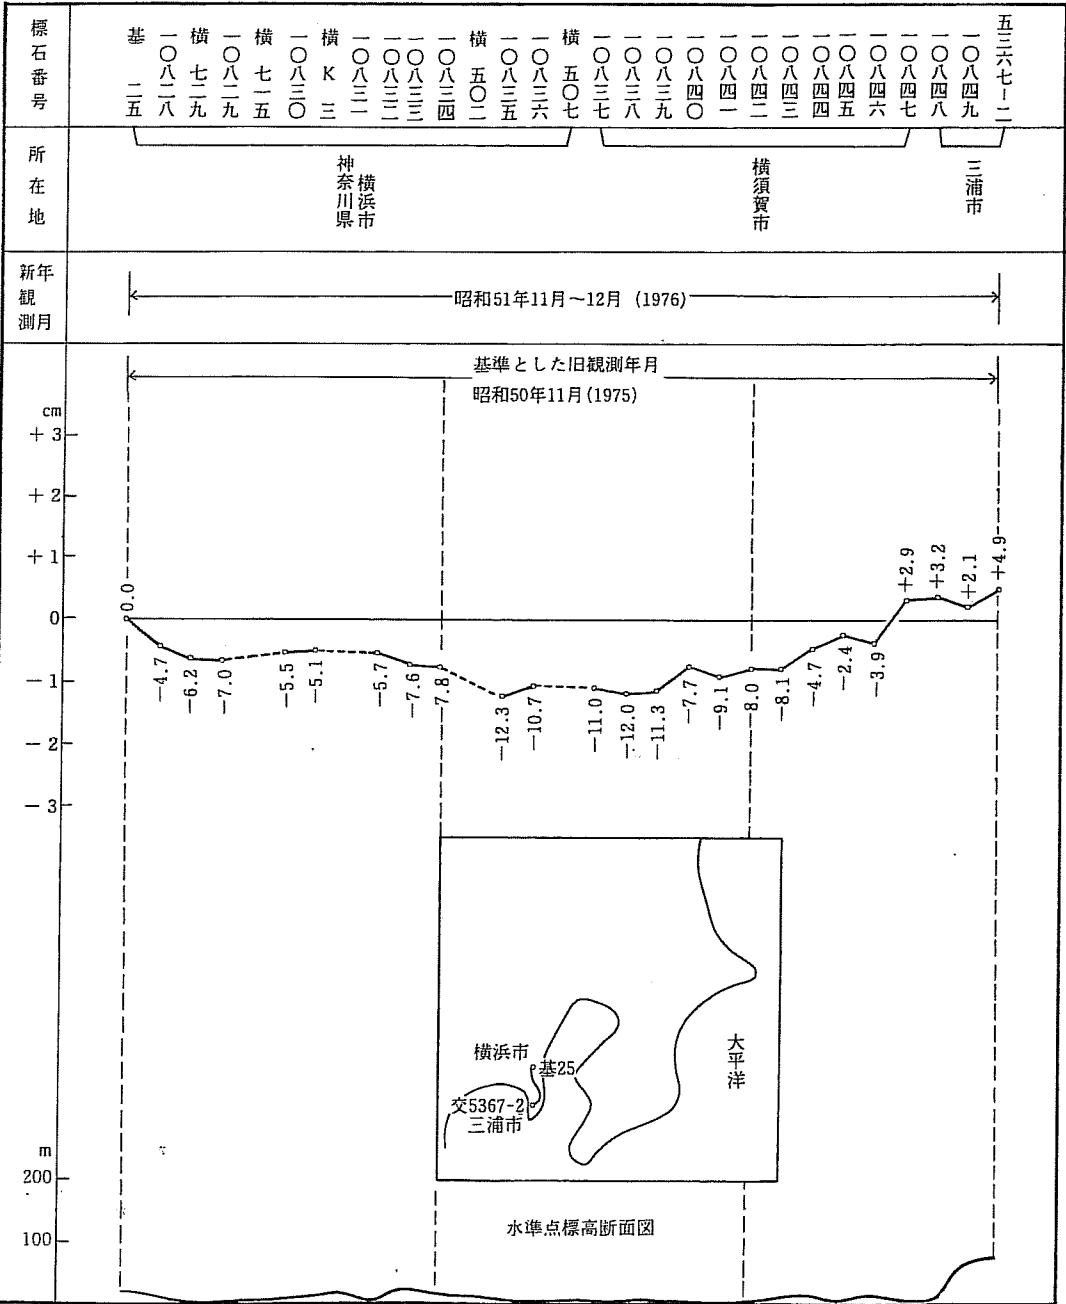 標石番号
基 二五
一〇八二八
横 七二九
一〇八二九
横 七一五
一〇八三〇
横 K 三
一〇八三一
一〇八三二
一〇八三三
一〇八三四
横 五〇二
一〇八三五
一〇八三六
横 五〇七
一〇八三七
一〇八三八
一〇八三九
一〇八四〇
一〇八四一
一〇八四二
一〇八四三
一〇八四四
一〇八四五
一〇八四六
一〇八四七
一〇八四八
一〇八四九
五三六七-二
所在地
神奈川県
横浜市
横須賀市
三浦市
新年
観
測月
昭和51年11月~12月 (1976)
基準とした旧観測年月
昭和50年11月(1975)
cm
+3
+2
+1
0
-1
-2
-3
0.0
-4.7
-6.2
-7.0
-5.5
-5.1
-5.7
-7.6
-7.8
-12.3
-10.7
-11.0
-12.0
-11.3
-7.7
-9.1
-8.0
-8.1
-4.7
-2.4
-3.9
+2.9
+3.2
+2.1
+4.9
横浜市
基25
交5367-2
三浦市
大平洋
m
200
100
水準点標高断面図